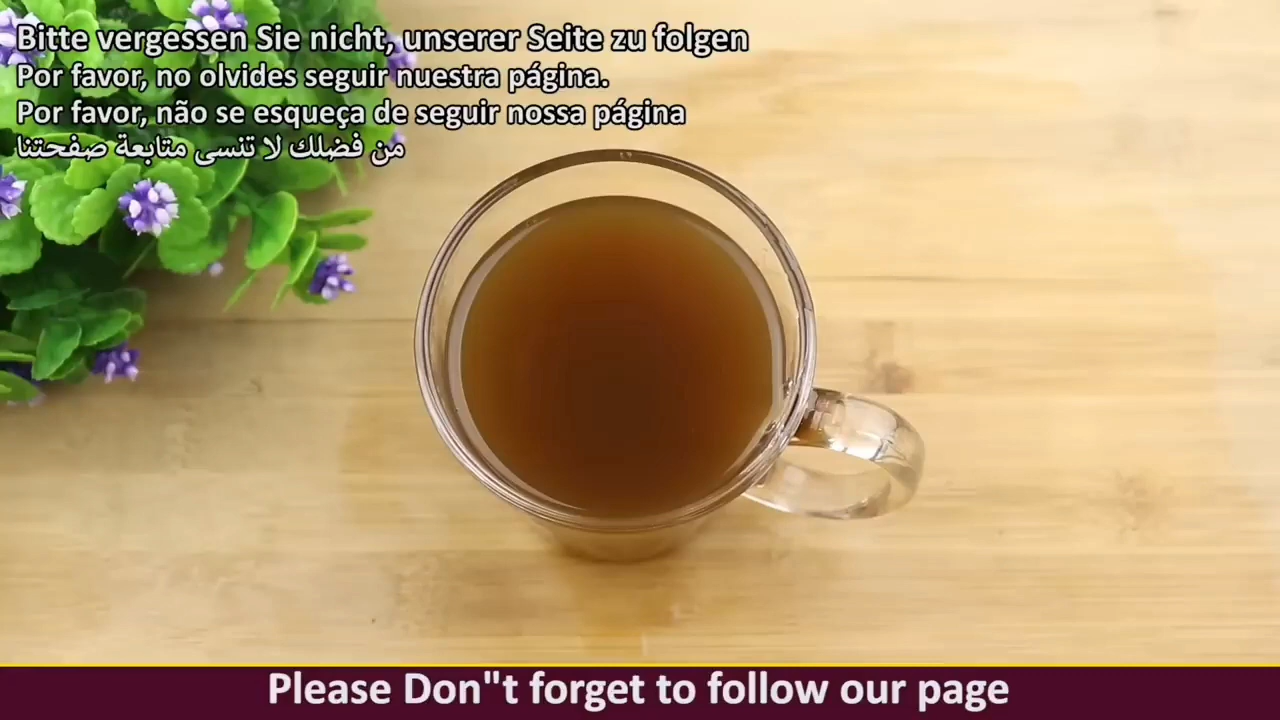 Bitte vergessen Sie nicht, unserer Seite zu folgen
Por favor, no olvides seguir nuestra página.
Por favor, não se esqueça de seguir nossa página
من فضلك لا تنسى متابعة صفحتنا
Please Don"t forget to follow our page